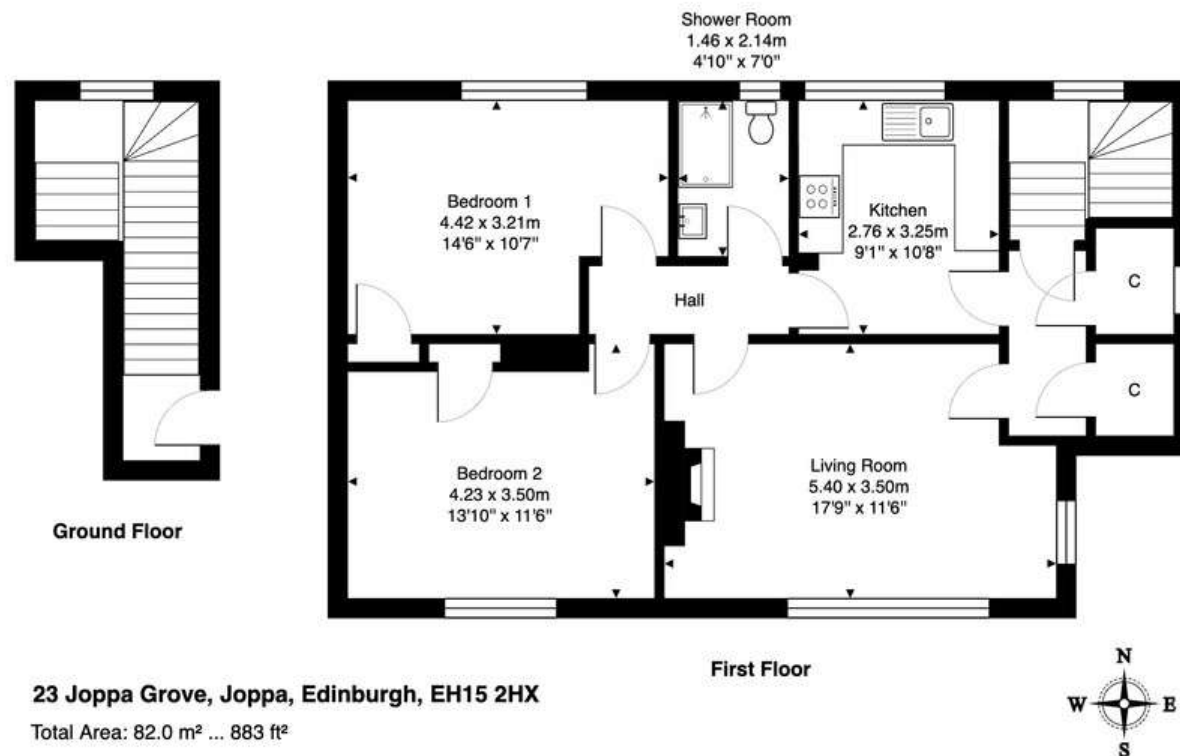 Shower Room
1.46 x 2.14m
4'10" x 7'0"
Bedroom 1
4.42 x 3.21m
14'6" x 10'7"
Kitchen
2.76 x 3.25m
9'1" x 10'8"
C
Hall
C
Bedroom 2
4.23 x 3.50m
13'10" x 11'6"
Living Room
5.40 x 3.50m
17'9" x 11'6"
Ground Floor
First Floor
23 Joppa Grove, Joppa, Edinburgh, EH15 2HX
Total Area: 82.0 m² ... 883 ft²
N
W E
S